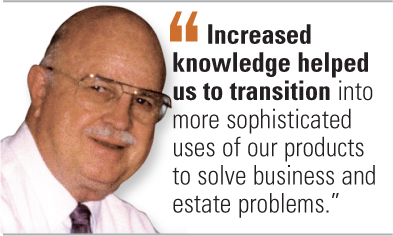 “Increased
knowledge helped
us to transition into
more sophisticated
uses of our products
to solve business and
estate problems.”